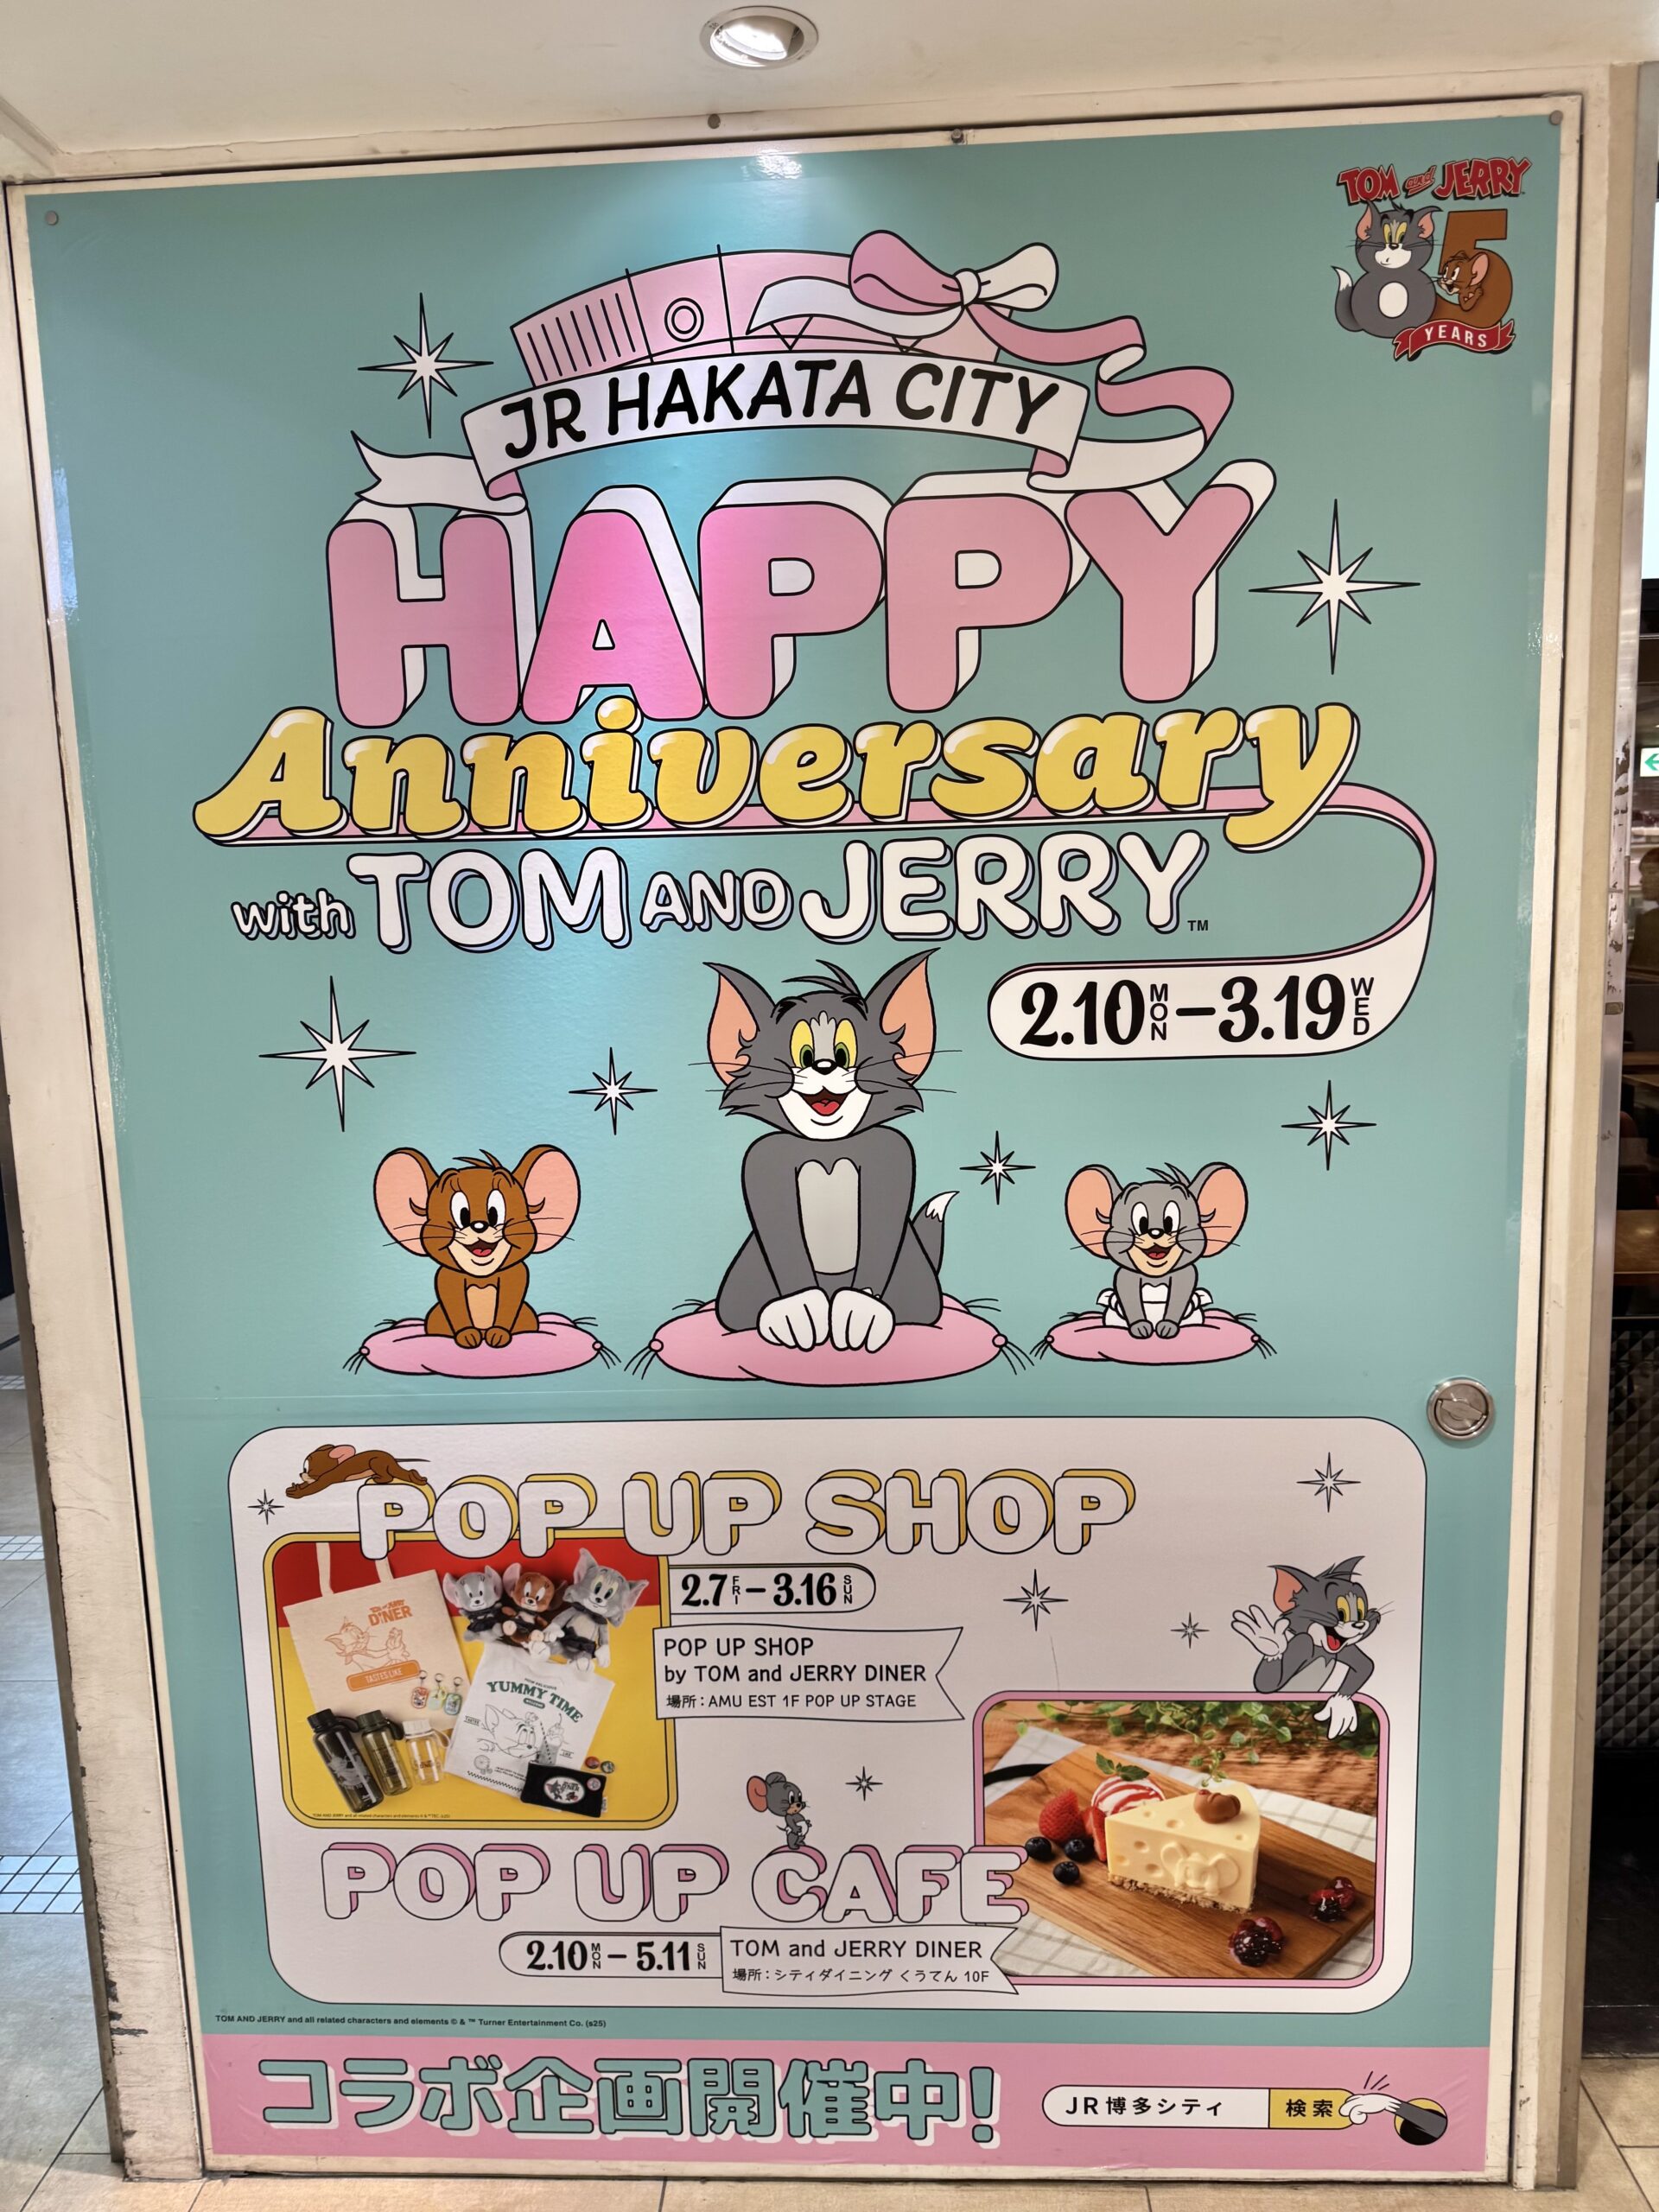 TOM and JERRY
85
YEARS
JR HAKATA CITY
HAPPY
Anniversary
with TOM AND JERRY™
2.10 MON – 3.19 WED
POP UP SHOP
2.7 FRI – 3.16 SUN
POP UP SHOP
by TOM and JERRY DINER
場所：AMU EST 1F POP UP STAGE
DINER
TASTES LIKE
YUMMY TIME
POP UP CAFE
2.10 MON – 5.11 SUN
TOM and JERRY DINER
場所：シティダイニング くうてん 10F
TOM AND JERRY and all related characters and elements © & ™ Turner Entertainment Co. (s25)
コラボ企画開催中！
JR博多シティ 検索